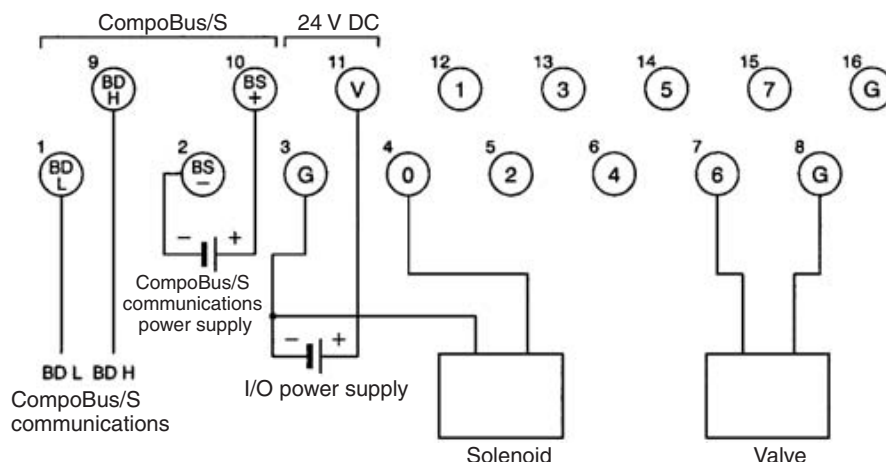 CompoBus/S 24 V DC
9 10 11 12 13 14 15 16
BD H BS + V 1 3 5 7 G
1 2 3 4 5 6 7 8
BD L BS − G 0 2 4 6 G
− +
CompoBus/S
communications
power supply
− +
BD L BD H
I/O power supply
CompoBus/S
communications
Solenoid Valve